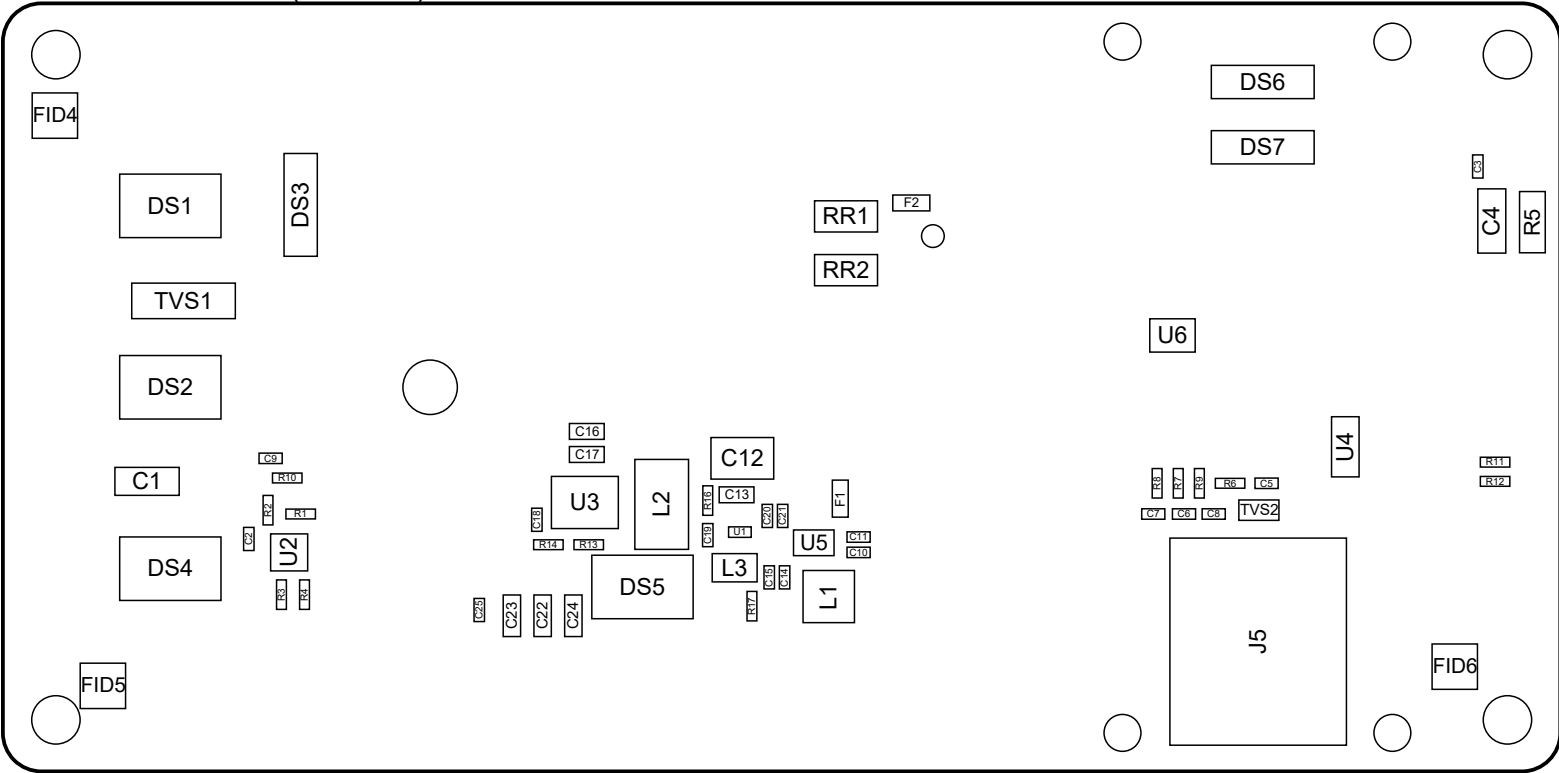 DS6
FID4
DS7
DS3
C3
DS1
F2
RR1
C4
R5
RR2
TVS1
U6
DS2
C16
U4
C17
C12
C9
R11
R10
C1
R12
R8
R7
R9
R6
C5
C13
R16
F1
L2
U3
R2
R1
C18
C20
C21
C7
C6
C8
TVS2
C19
U1
C2
U2
R14
R13
U5
C11
C10
DS4
L3
C15
C14
DS5
R3
R4
L1
R17
C25
C23
C22
C24
J5
FID6
FID5